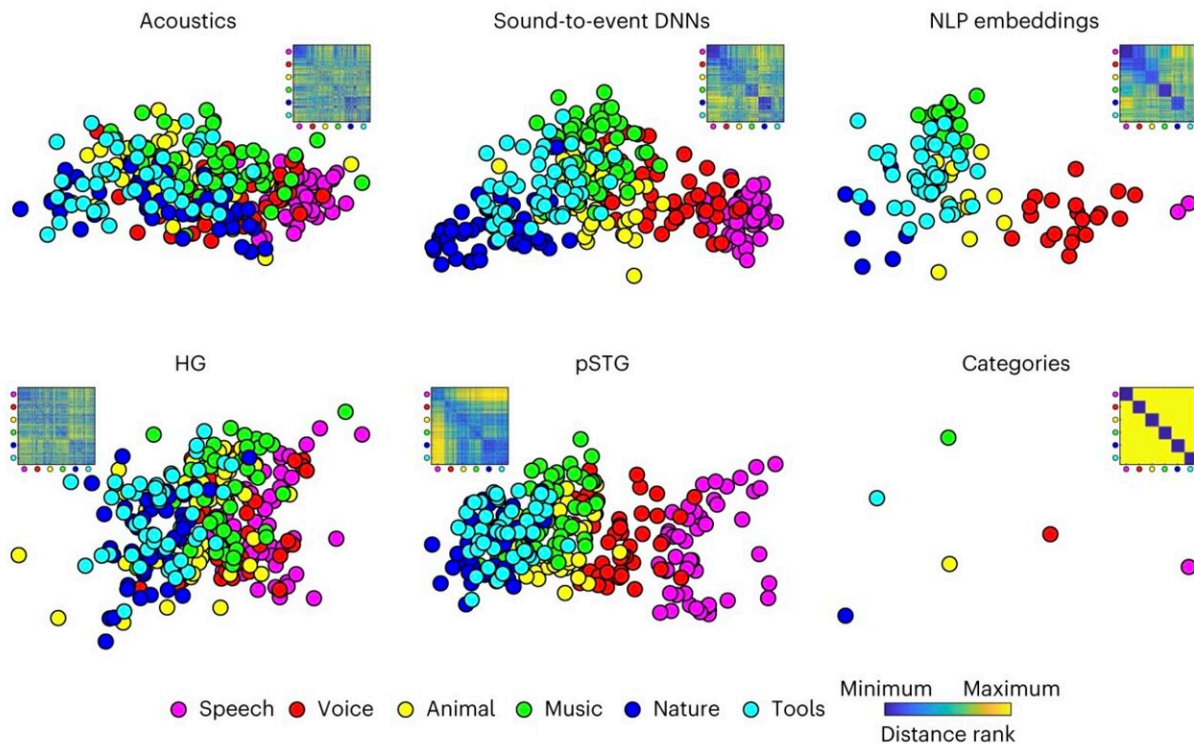 Acoustics
Sound-to-event DNNs
NLP embeddings
HG
pSTG
Categories
Speech
Voice
Animal
Music
Nature
Tools
Minimum
Maximum
Distance rank